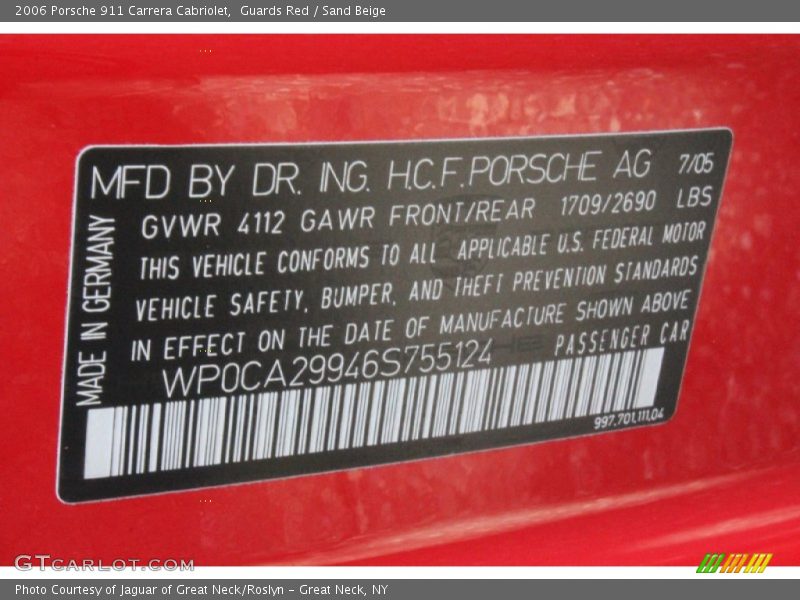 2006 Porsche 911 Carrera Cabriolet,  Guards Red / Sand Beige
MFD BY DR. ING. H.C.F. PORSCHE AG 7/05
GVWR 4112 GAWR FRONT/REAR 1709/2690 LBS
THIS VEHICLE CONFORMS TO ALL APPLICABLE U.S. FEDERAL MOTOR
VEHICLE SAFETY, BUMPER, AND THEFT PREVENTION STANDARDS
IN EFFECT ON THE DATE OF MANUFACTURE SHOWN ABOVE
WP0CA29946S755124 PASSENGER CAR
MADE IN GERMANY
997.701.111.04
GTCARLOT.COM
Photo Courtesy of Jaguar of Great Neck/Roslyn – Great Neck, NY